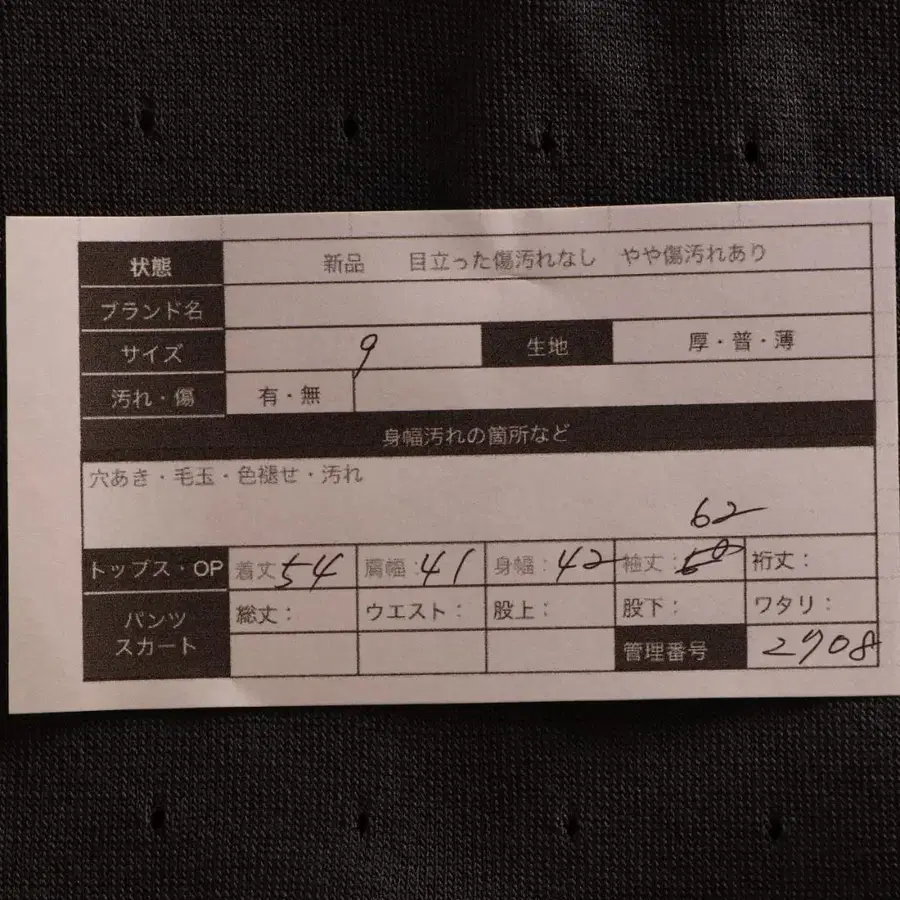 状態 新品 目立った傷汚れなし やや傷汚れあり
ブランド名
サイズ 9 生地 厚・普・薄
汚れ・傷 有・無
身幅汚れの箇所など
穴あき・毛玉・色褪せ・汚れ
62
トップス・OP 着丈 54 肩幅: 41 身幅: 42 袖丈: 裄丈:
パンツ 総丈: ウエスト: 股上: 股下: ワタリ:
スカート 管理番号 2908